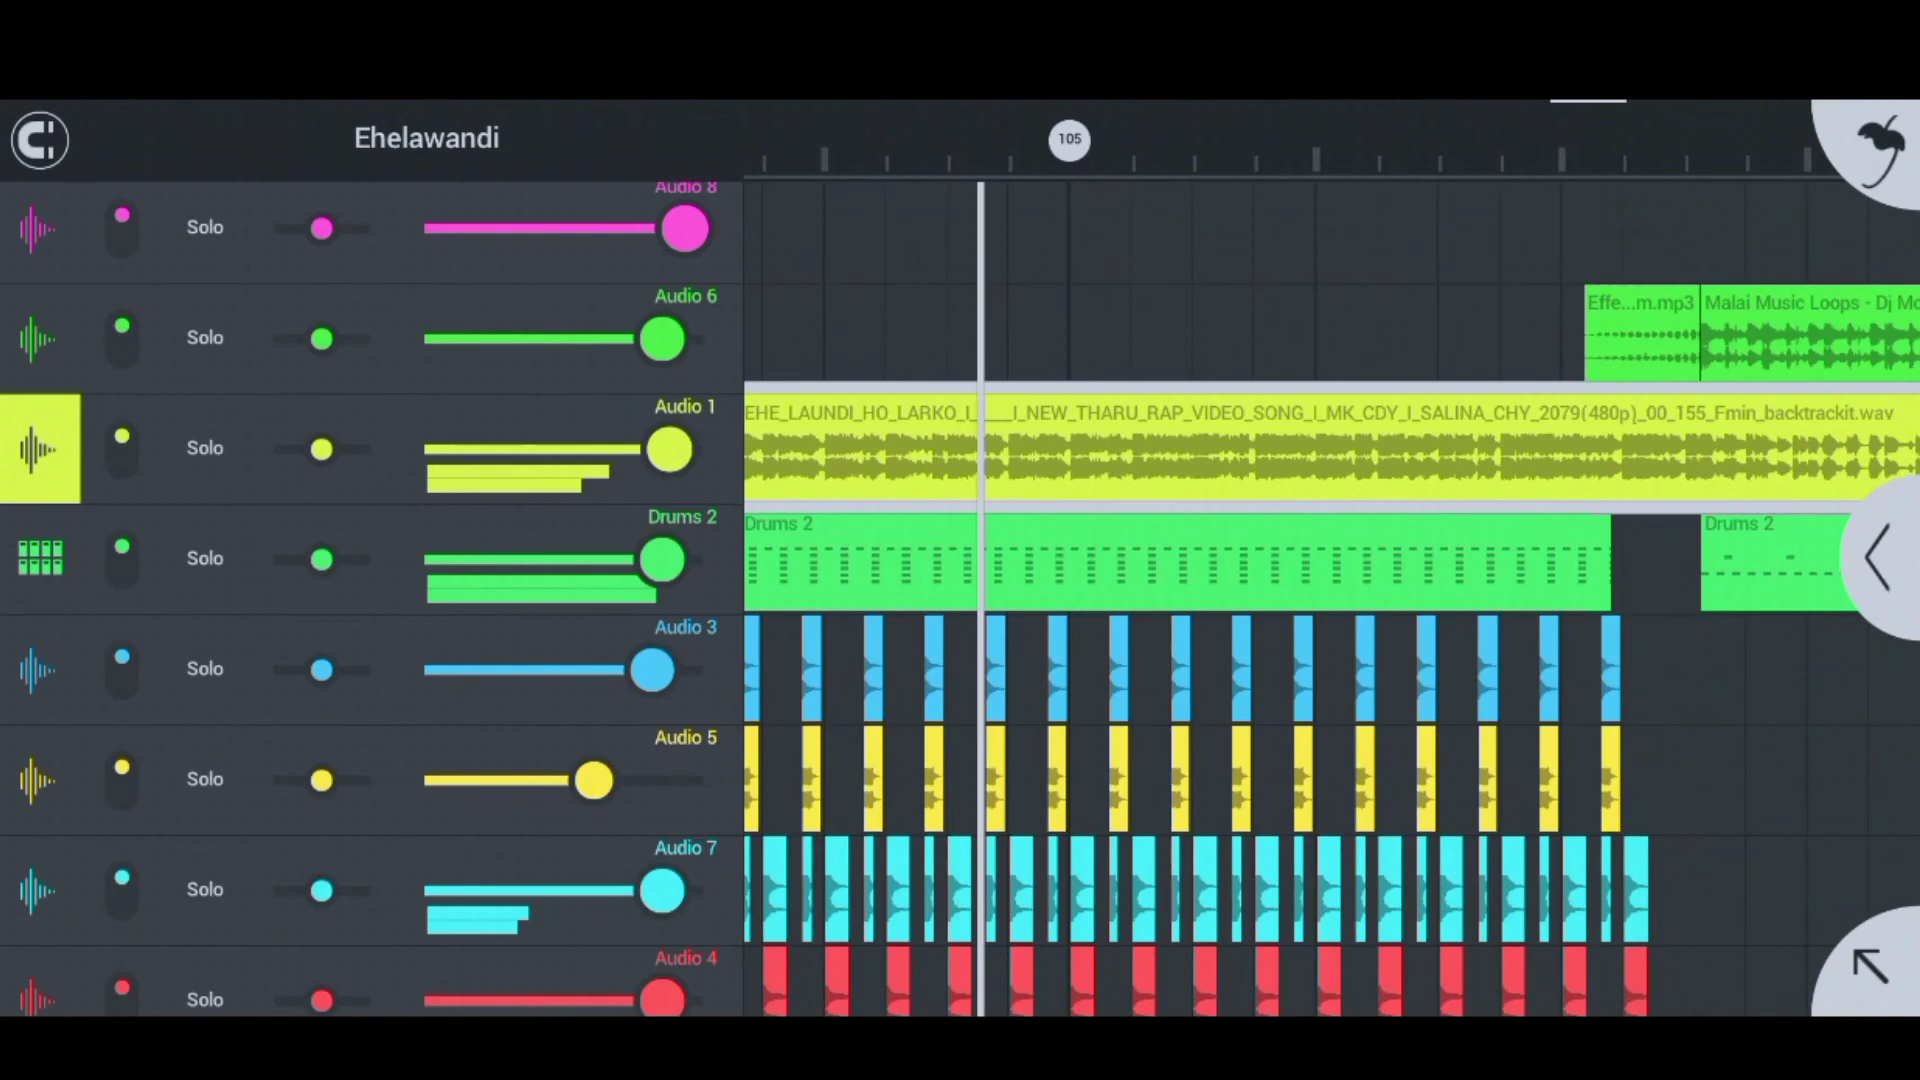 Ehelawandi
105
Audio 8
Solo
Audio 6
Solo
Effe...m.mp3
Malai Music Loops - Dj Mo
Audio 1
Solo
EHE_LAUNDI_HO_LARKO_I_____I_NEW_THARU_RAP_VIDEO_SONG_I_MK_CDY_I_SALINA_CHY_2079(480p)_00_155_Fmin_backtrackit.wav
Drums 2
Solo
Drums 2
Drums 2
Audio 3
Solo
Audio 5
Solo
Audio 7
Solo
Audio 4
Solo